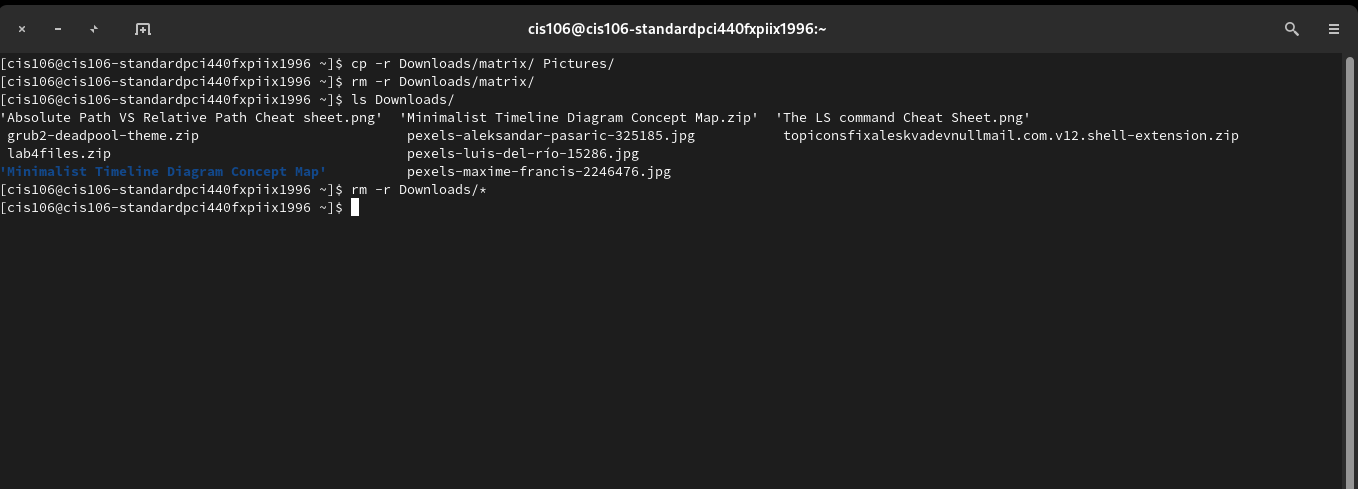 cis106@cis106-standardpci440fxpiix1996:~
[cis106@cis106-standardpci440fxpiix1996 ~]$ cp -r Downloads/matrix/ Pictures/
[cis106@cis106-standardpci440fxpiix1996 ~]$ rm -r Downloads/matrix/
[cis106@cis106-standardpci440fxpiix1996 ~]$ ls Downloads/
'Absolute Path VS Relative Path Cheat sheet.png'  'Minimalist Timeline Diagram Concept Map.zip'  'The LS command Cheat Sheet.png'
grub2-deadpool-theme.zip  pexels-aleksandar-pasaric-325185.jpg  topiconsfixaleskvadevnullmail.com.v12.shell-extension.zip
lab4files.zip  pexels-luis-del-río-15286.jpg
'Minimalist Timeline Diagram Concept Map'  pexels-maxime-francis-2246476.jpg
[cis106@cis106-standardpci440fxpiix1996 ~]$ rm -r Downloads/*
[cis106@cis106-standardpci440fxpiix1996 ~]$